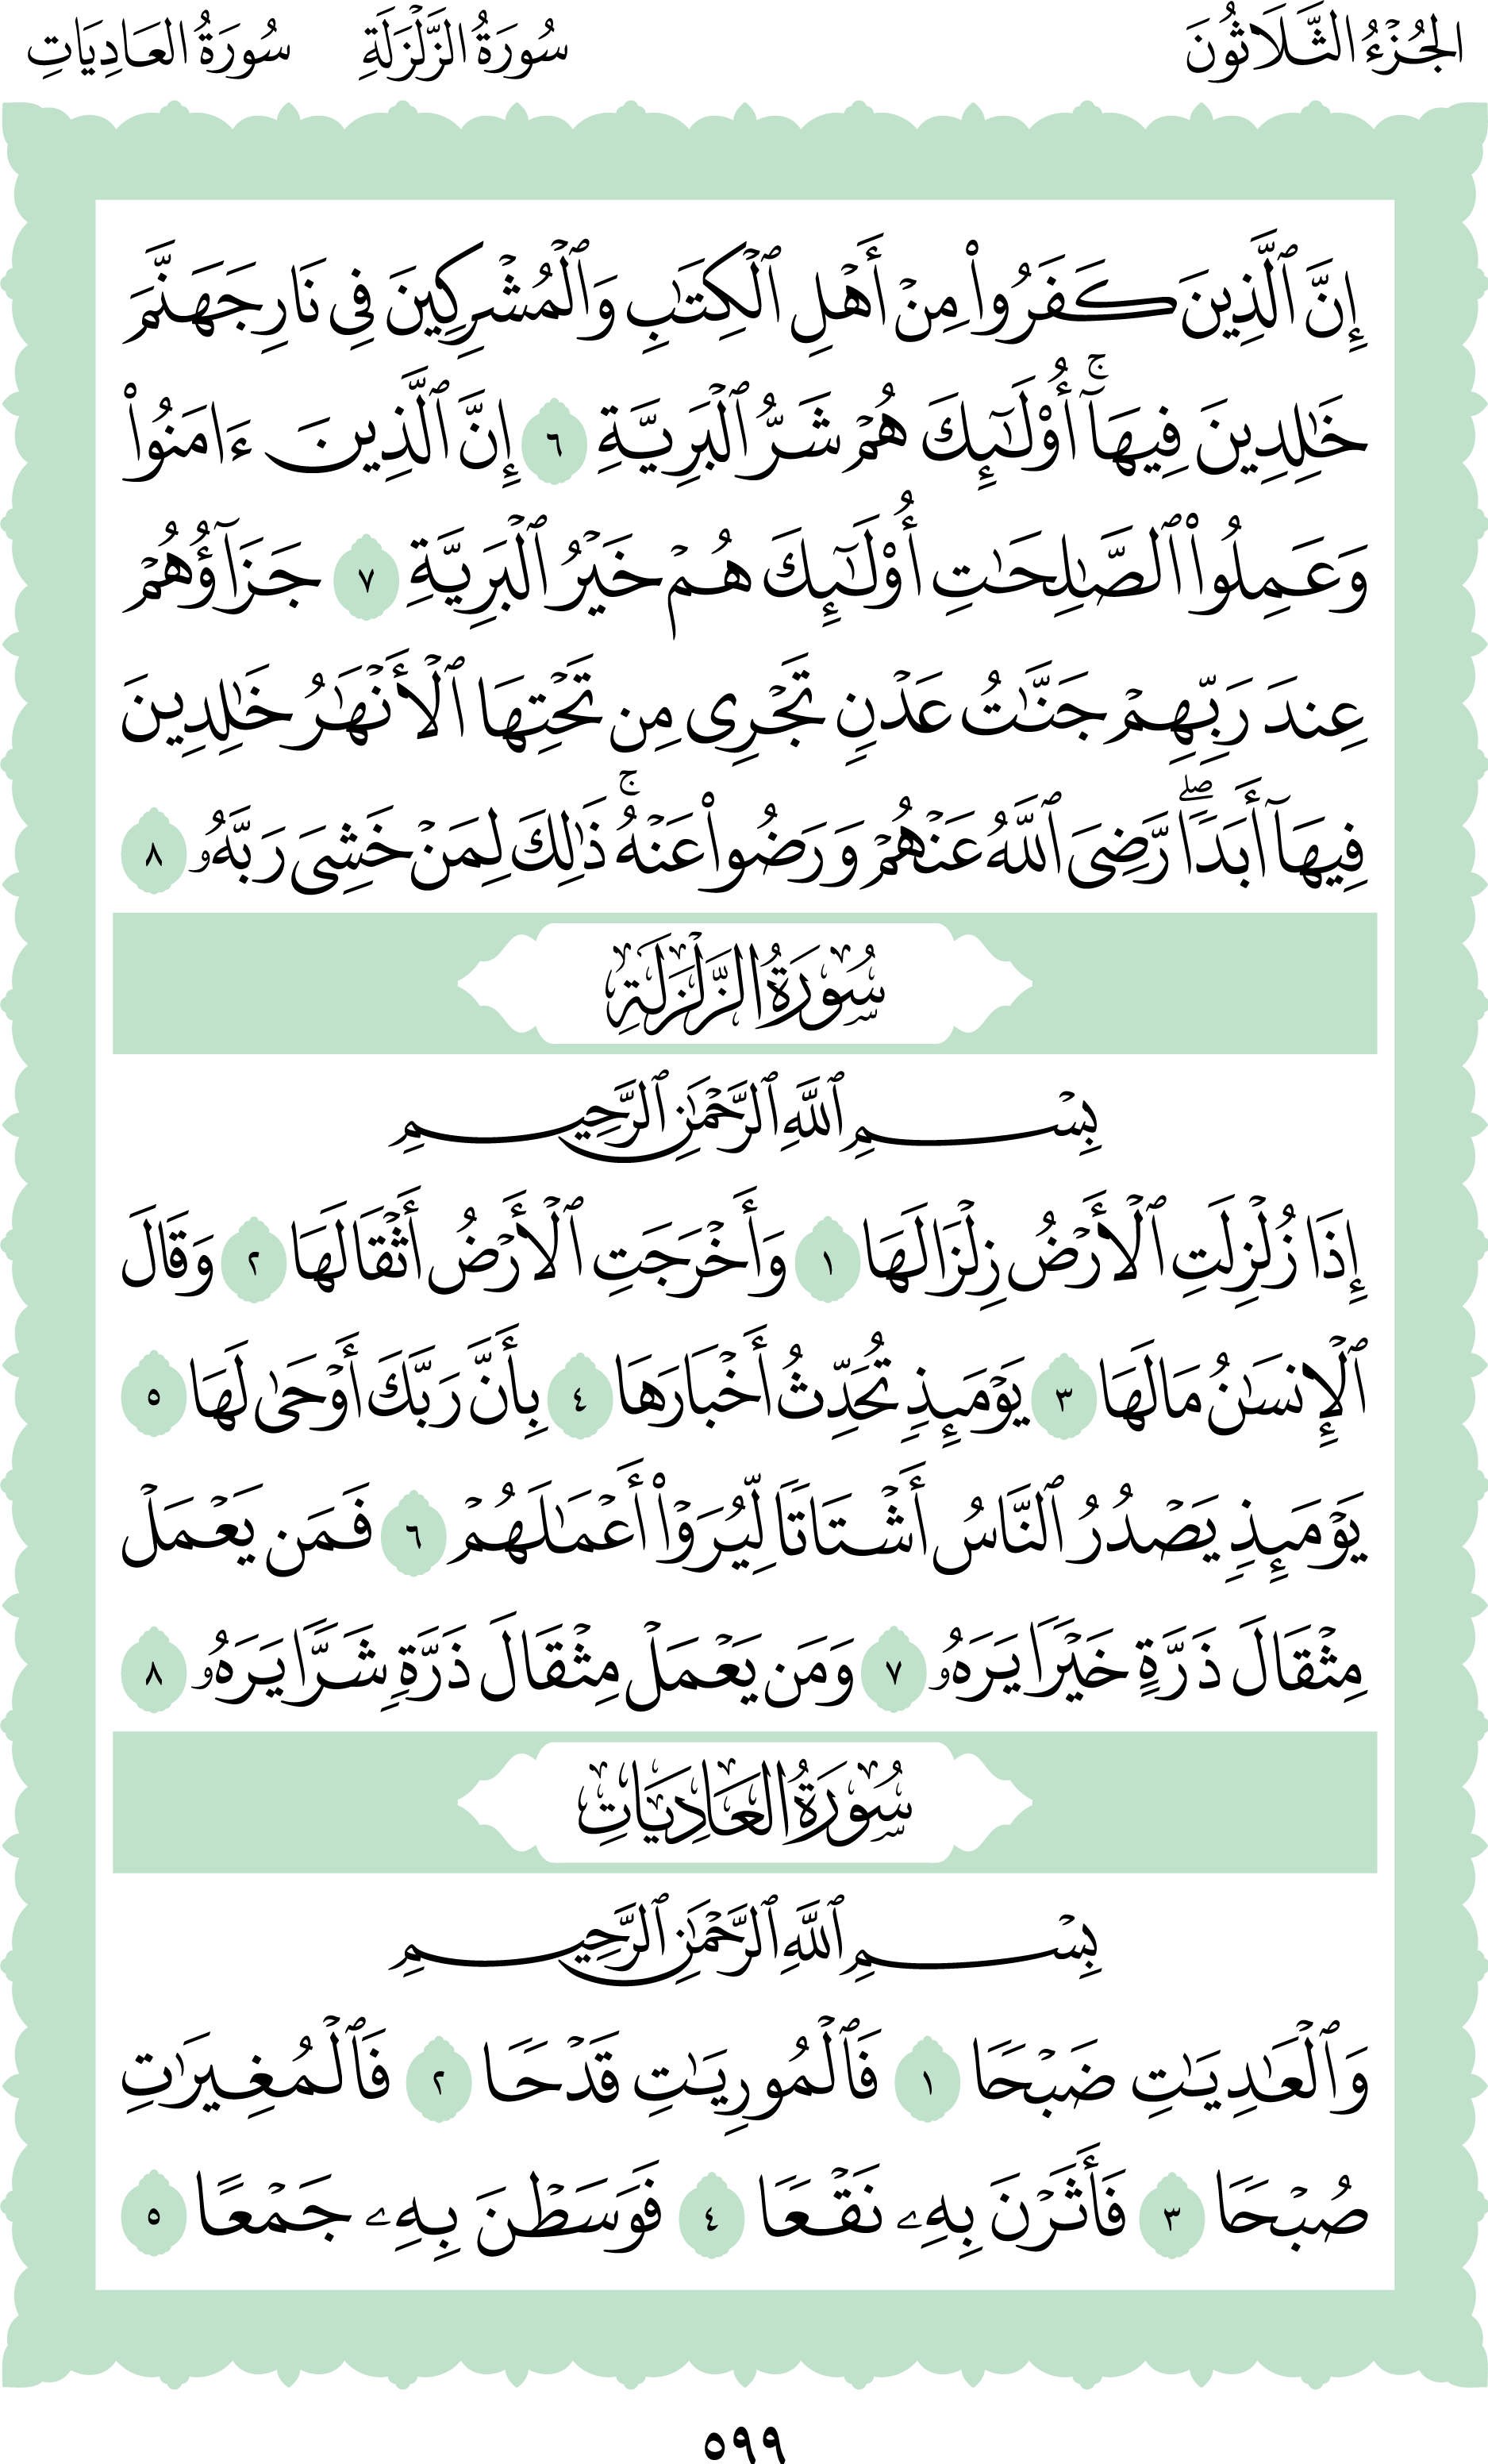 الجُزْءُ الثَّلَاثُونَ سُورَةُ الزَّلْزَلَةِ سُورَةُ العَادِيَاتِ
إِنَّ ٱلَّذِينَ كَفَرُوا۟ مِنْ أَهْلِ ٱلْكِتَٰبِ وَٱلْمُشْرِكِينَ فِى نَارِ جَهَنَّمَ
خَٰلِدِينَ فِيهَآ ۚ أُو۟لَٰٓئِكَ هُمْ شَرُّ ٱلْبَرِيَّةِ ٦ إِنَّ ٱلَّذِينَ ءَامَنُوا۟
وَعَمِلُوا۟ ٱلصَّٰلِحَٰتِ أُو۟لَٰٓئِكَ هُمْ خَيْرُ ٱلْبَرِيَّةِ ٧ جَزَآؤُهُمْ
عِندَ رَبِّهِمْ جَنَّٰتُ عَدْنٍ تَجْرِى مِن تَحْتِهَا ٱلْأَنْهَٰرُ خَٰلِدِينَ
فِيهَآ أَبَدًا ۖ رَّضِىَ ٱللَّهُ عَنْهُمْ وَرَضُوا۟ عَنْهُ ۚ ذَٰلِكَ لِمَنْ خَشِىَ رَبَّهُۥ ٨
سُورَةُ الزَّلْزَلَةِ
بِسْمِ ٱللَّهِ ٱلرَّحْمَٰنِ ٱلرَّحِيمِ
إِذَا زُلْزِلَتِ ٱلْأَرْضُ زِلْزَالَهَا ١ وَأَخْرَجَتِ ٱلْأَرْضُ أَثْقَالَهَا ٢ وَقَالَ
ٱلْإِنسَٰنُ مَا لَهَا ٣ يَوْمَئِذٍ تُحَدِّثُ أَخْبَارَهَا ٤ بِأَنَّ رَبَّكَ أَوْحَىٰ لَهَا ٥
يَوْمَئِذٍ يَصْدُرُ ٱلنَّاسُ أَشْتَاتًا لِّيُرَوْا۟ أَعْمَٰلَهُمْ ٦ فَمَن يَعْمَلْ
مِثْقَالَ ذَرَّةٍ خَيْرًا يَرَهُۥ ٧ وَمَن يَعْمَلْ مِثْقَالَ ذَرَّةٍ شَرًّا يَرَهُۥ ٨
سُورَةُ العَادِيَاتِ
بِسْمِ ٱللَّهِ ٱلرَّحْمَٰنِ ٱلرَّحِيمِ
وَٱلْعَٰدِيَٰتِ ضَبْحًا ١ فَٱلْمُورِيَٰتِ قَدْحًا ٢ فَٱلْمُغِيرَٰتِ
صُبْحًا ٣ فَأَثَرْنَ بِهِۦ نَقْعًا ٤ فَوَسَطْنَ بِهِۦ جَمْعًا ٥
٥٩٩